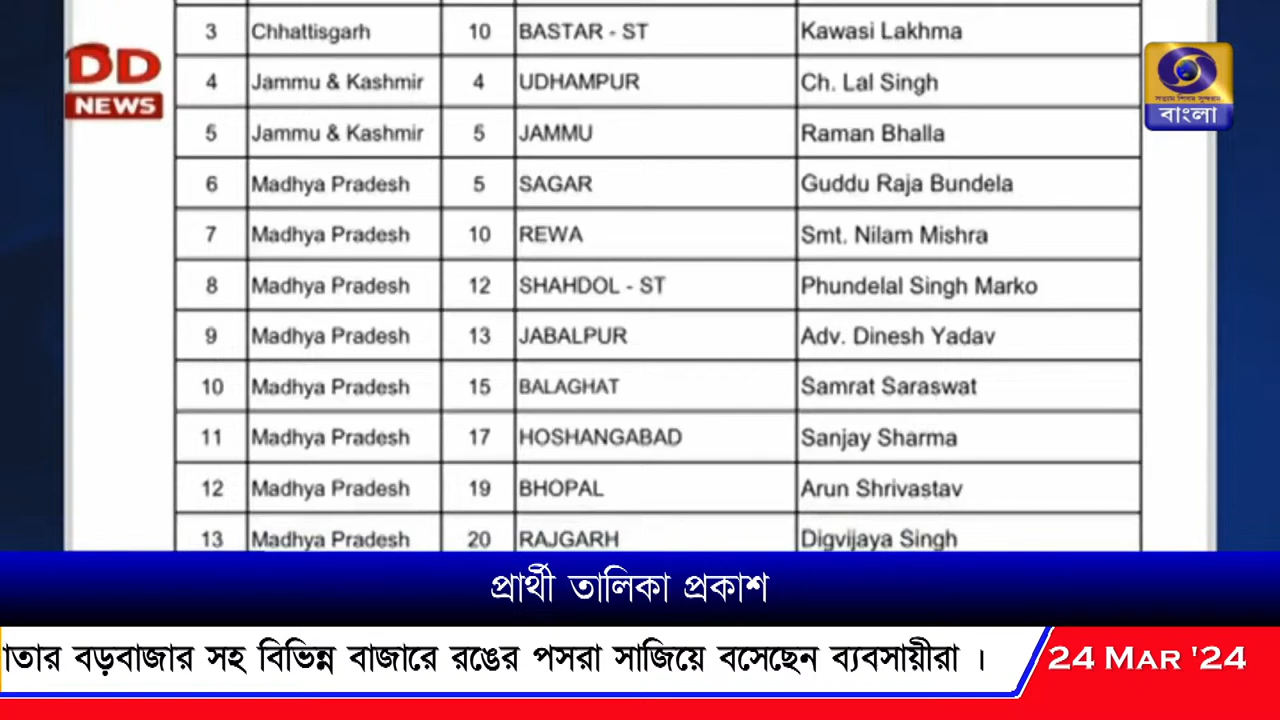 3 Chhattisgarh 10 BASTAR - ST Kawasi Lakhma
DD
NEWS
4 Jammu & Kashmir 4 UDHAMPUR Ch. Lal Singh
সত্যম শিবম সুন্দরম
বাংলা
5 Jammu & Kashmir 5 JAMMU Raman Bhalla
6 Madhya Pradesh 5 SAGAR Guddu Raja Bundela
7 Madhya Pradesh 10 REWA Smt. Nilam Mishra
8 Madhya Pradesh 12 SHAHDOL - ST Phundelal Singh Marko
9 Madhya Pradesh 13 JABALPUR Adv. Dinesh Yadav
10 Madhya Pradesh 15 BALAGHAT Samrat Saraswat
11 Madhya Pradesh 17 HOSHANGABAD Sanjay Sharma
12 Madhya Pradesh 19 BHOPAL Arun Shrivastav
13 Madhya Pradesh 20 RAJGARH Digvijaya Singh
প্রার্থী তালিকা প্রকাশ
াতার বড়বাজার সহ বিভিন্ন বাজারে রঙের পসরা সাজিয়ে বসেছেন ব্যবসায়ীরা ।
24 MAR '24